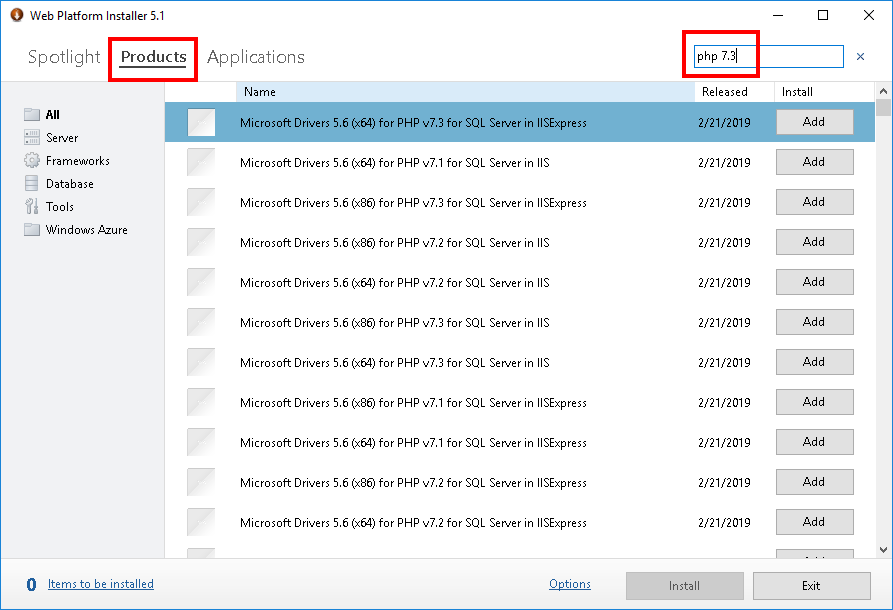 Web Platform Installer 5.1
Spotlight Products Applications php 7.3
Name Released Install
All
Server
Frameworks
Database
Tools
Windows Azure
Microsoft Drivers 5.6 (x64) for PHP v7.3 for SQL Server in IISExpress 2/21/2019 Add
Microsoft Drivers 5.6 (x64) for PHP v7.1 for SQL Server in IIS 2/21/2019 Add
Microsoft Drivers 5.6 (x86) for PHP v7.3 for SQL Server in IISExpress 2/21/2019 Add
Microsoft Drivers 5.6 (x86) for PHP v7.2 for SQL Server in IIS 2/21/2019 Add
Microsoft Drivers 5.6 (x64) for PHP v7.2 for SQL Server in IIS 2/21/2019 Add
Microsoft Drivers 5.6 (x86) for PHP v7.3 for SQL Server in IIS 2/21/2019 Add
Microsoft Drivers 5.6 (x64) for PHP v7.3 for SQL Server in IIS 2/21/2019 Add
Microsoft Drivers 5.6 (x86) for PHP v7.1 for SQL Server in IISExpress 2/21/2019 Add
Microsoft Drivers 5.6 (x64) for PHP v7.1 for SQL Server in IISExpress 2/21/2019 Add
Microsoft Drivers 5.6 (x86) for PHP v7.2 for SQL Server in IISExpress 2/21/2019 Add
Microsoft Drivers 5.6 (x64) for PHP v7.2 for SQL Server in IISExpress 2/21/2019 Add
0 Items to be installed Options Install Exit